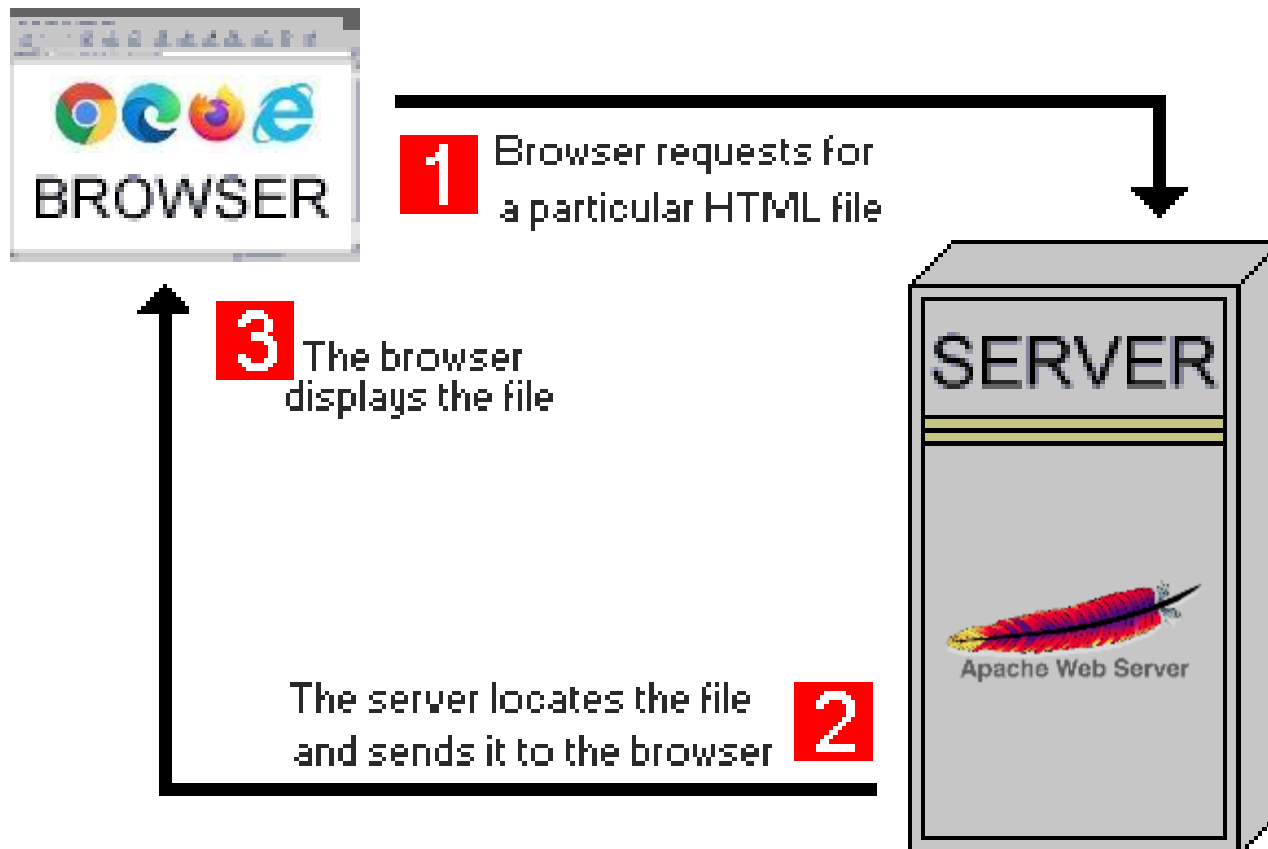 BROWSER
1
Browser requests for
a particular HTML file
3
The browser
displays the file
SERVER
Apache Web Server
The server locates the file
and sends it to the browser
2